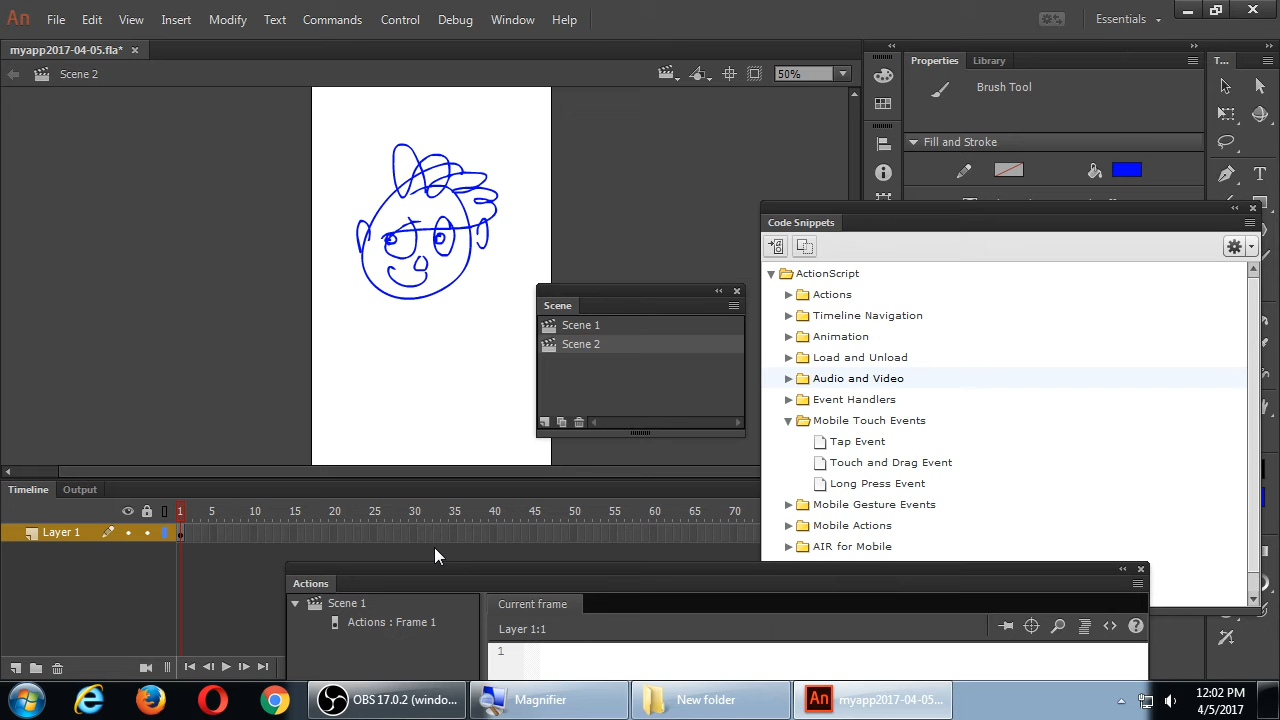 An File Edit View Insert Modify Text Commands Control Debug Window Help Essentials
myapp2017-04-05.fla* ×
Scene 2 50%
Properties Library T...
Brush Tool
Fill and Stroke
Code Snippets
ActionScript
Actions
Timeline Navigation
Animation
Load and Unload
Audio and Video
Event Handlers
Mobile Touch Events
Tap Event
Touch and Drag Event
Long Press Event
Mobile Gesture Events
Mobile Actions
AIR for Mobile
Scene
Scene 1
Scene 2
Timeline Output
1 5 10 15 20 25 30 35 40 45 50 55 60 65 70
Layer 1
Actions
Scene 1
Actions : Frame 1
Current frame
Layer 1:1
1
OBS 17.0.2 (windo...
Magnifier
New folder
An myapp2017-04-05...
12:02 PM
4/5/2017